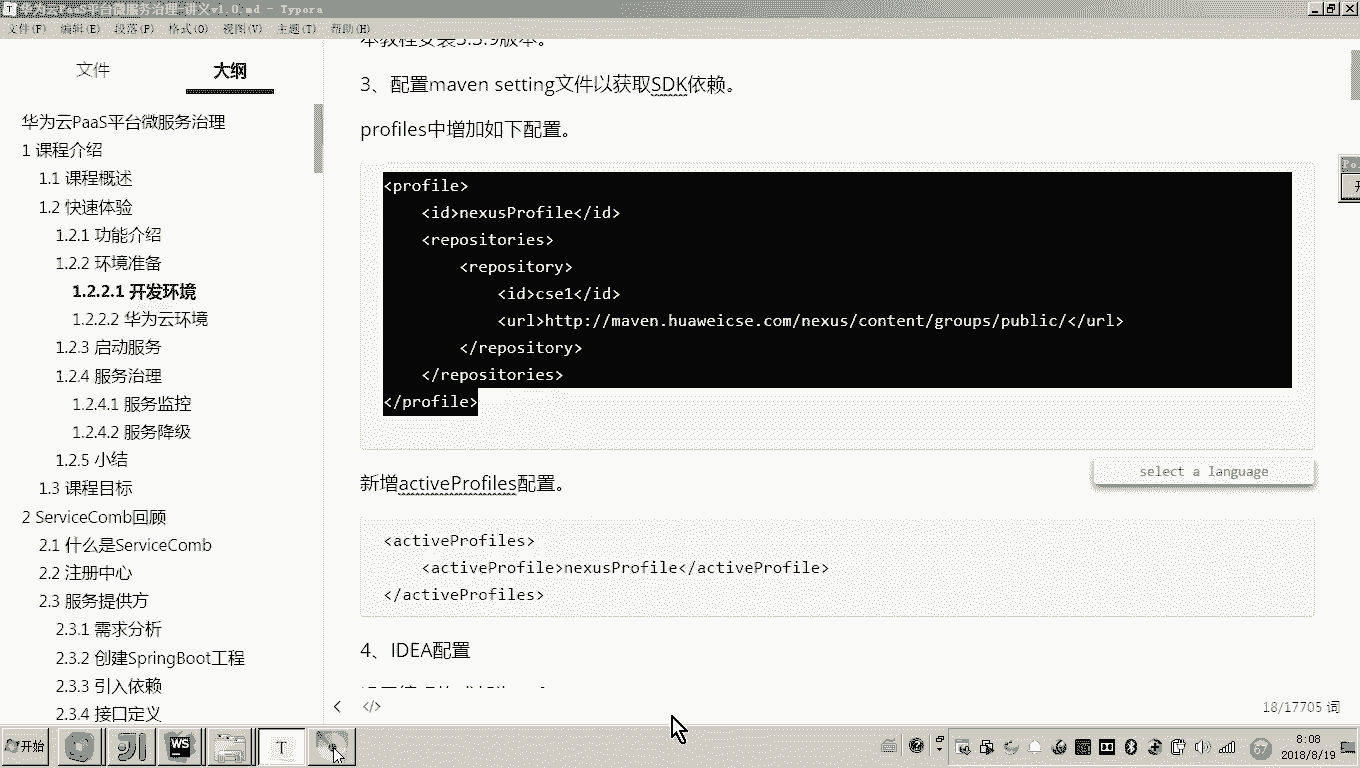 华为云PaaS平台微服务治理-讲义v1.0.md - Typora
文件(F) 编辑(E) 段落(P) 格式(O) 视图(V) 主题(T) 帮助(H)
文件 大纲
华为云PaaS平台微服务治理
1 课程介绍
1.1 课程概述
1.2 快速体验
1.2.1 功能介绍
1.2.2 环境准备
1.2.2.1 开发环境
1.2.2.2 华为云环境
1.2.3 启动服务
1.2.4 服务治理
1.2.4.1 服务监控
1.2.4.2 服务降级
1.2.5 小结
1.3 课程目标
2 ServiceComb回顾
2.1 什么是ServiceComb
2.2 注册中心
2.3 服务提供方
2.3.1 需求分析
2.3.2 创建SpringBoot工程
2.3.3 引入依赖
2.3.4 接口定义
本教程安装3.3.9版本。
3、配置maven setting文件以获取SDK依赖。
profiles中增加如下配置。
<profile>
<id>nexusProfile</id>
<repositories>
<repository>
<id>cse1</id>
<url>http://maven.huaweicse.com/nexus/content/groups/public/</url>
</repository>
</repositories>
</profile>
select a language
新增activeProfiles配置。
<activeProfiles>
<activeProfile>nexusProfile</activeProfile>
</activeProfiles>
4、IDEA配置
</> 18/17705 词
开始 WS T 67 8:08
2018/8/19